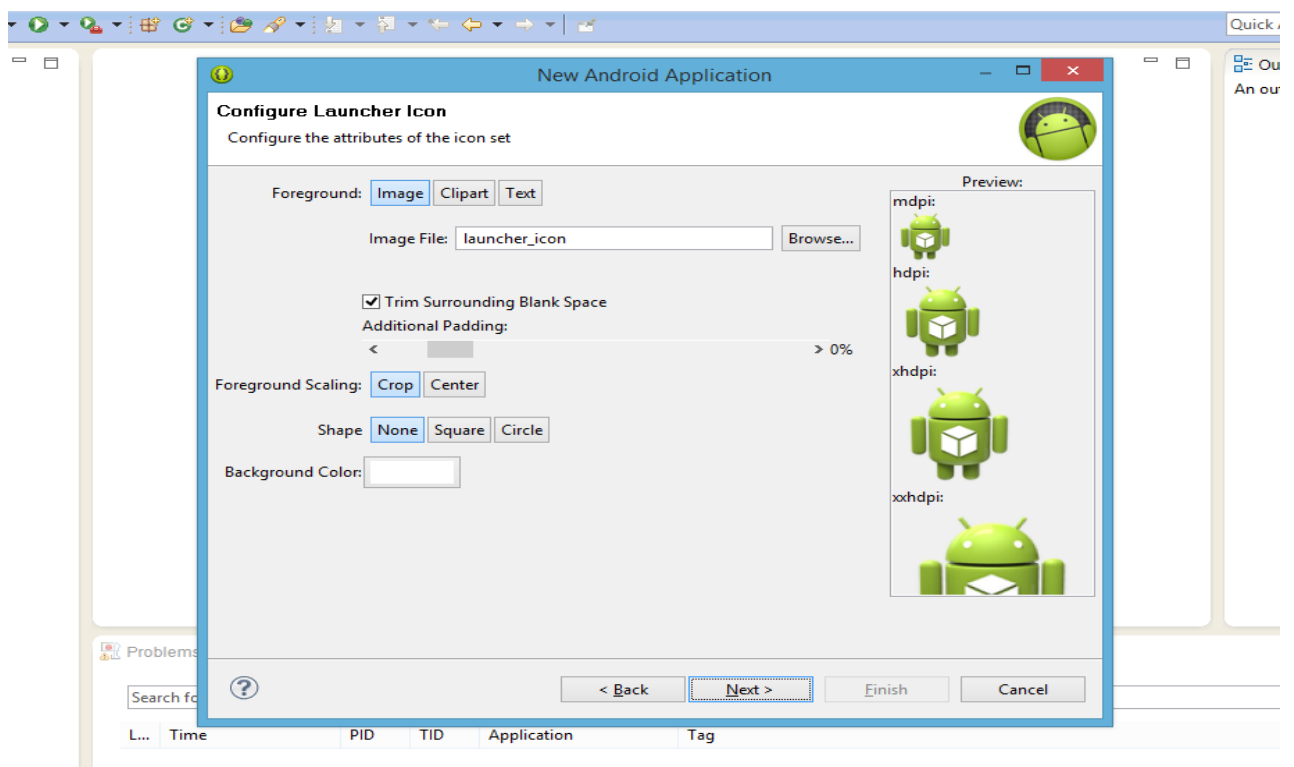 Quick
New Android Application
Ou
An ou
Configure Launcher Icon
Configure the attributes of the icon set
Foreground: Image Clipart Text
Preview:
mdpi:
Image File: launcher_icon Browse...
hdpi:
Trim Surrounding Blank Space
Additional Padding:
< > 0%
xhdpi:
Foreground Scaling: Crop Center
Shape None Square Circle
Background Color:
xxhdpi:
Problems
? < Back Next > Finish Cancel
Search fo
L... Time PID TID Application Tag